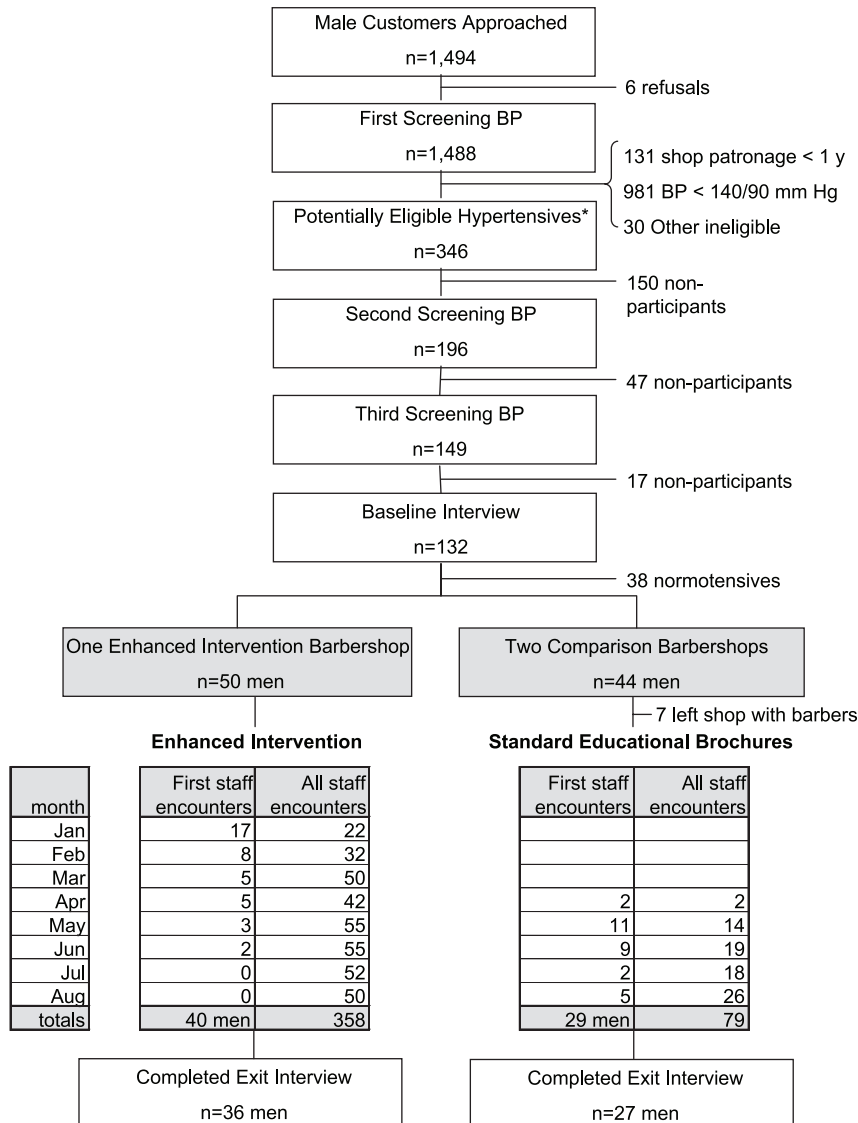 Male Customers Approached
n=1,494
6 refusals
First Screening BP
n=1,488
131 shop patronage < 1 y
981 BP < 140/90 mm Hg
30 Other ineligible
Potentially Eligible Hypertensives*
n=346
150 non-
participants
Second Screening BP
n=196
47 non-participants
Third Screening BP
n=149
17 non-participants
Baseline Interview
n=132
38 normotensives
One Enhanced Intervention Barbershop
n=50 men
Two Comparison Barbershops
n=44 men
7 left shop with barbers
Enhanced Intervention
Standard Educational Brochures
First staff All staff First staff All staff
month encounters encounters encounters encounters
Jan 17 22
Feb 8 32
Mar 5 50
Apr 5 42 2 2
May 3 55 11 14
Jun 2 55 9 19
Jul 0 52 2 18
Aug 0 50 5 26
totals 40 men 358 29 men 79
Completed Exit Interview
n=36 men
Completed Exit Interview
n=27 men